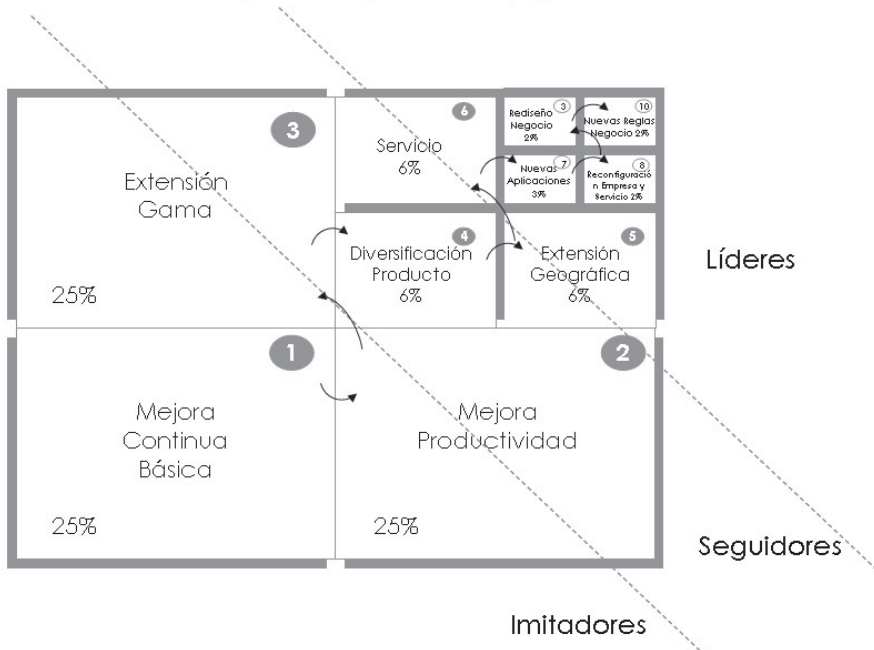 3
Extensión
Gama
25%
6
Servicio
6%
3
Rediseño
Negocio
2%
10
Nuevas Reglas
Negocio 2%
7
Nuevas
Aplicaciones
3%
8
Reconfiguració
n Empresa y
Servicio 2%
4
Diversificación
Producto
6%
5
Extensión
Geográfica
6%
Líderes
1
Mejora
Continua
Básica
25%
2
Mejora
Productividad
25%
Seguidores
Imitadores